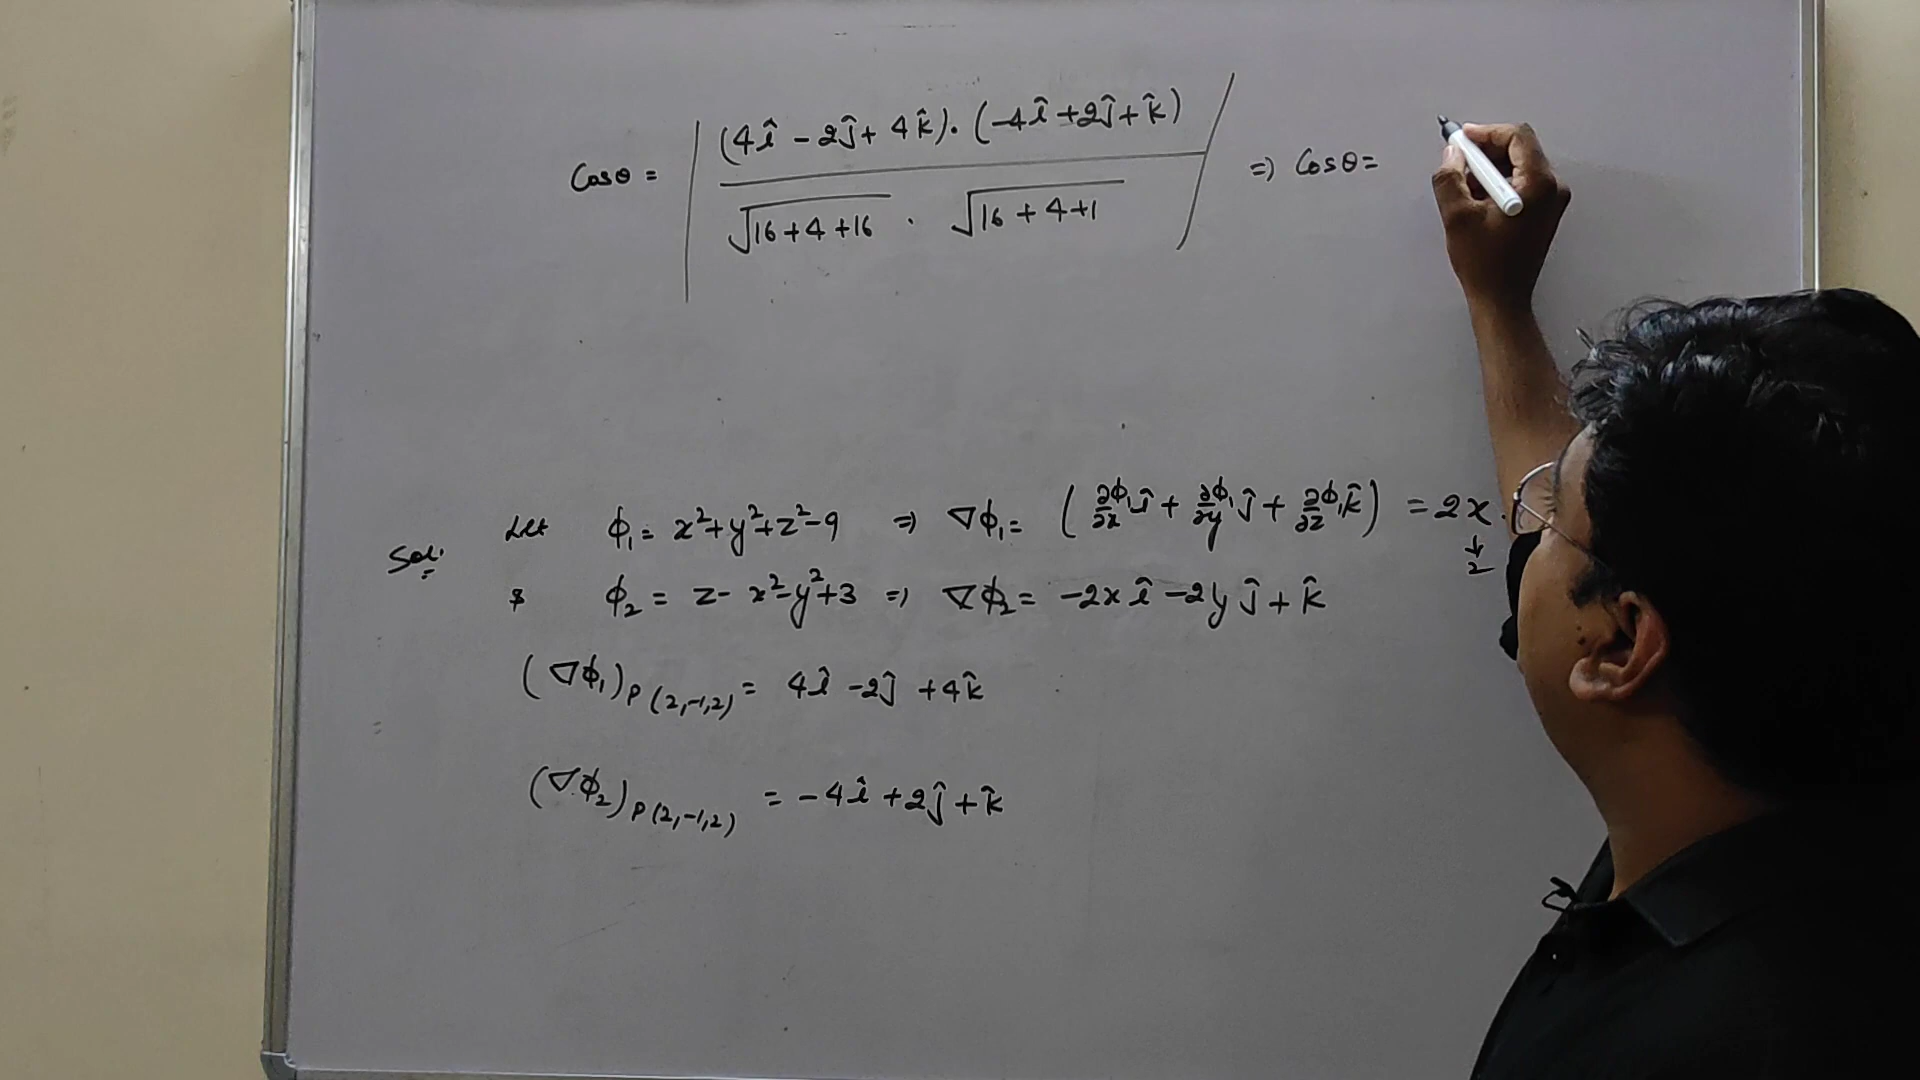 Cosθ = | (4î - 2ĵ + 4k̂) · (-4î + 2ĵ + k̂) / √16+4+16 · √16+4+1 | => Cosθ =
Let φ₁ = x²+y²+z²-9 => ∇φ₁ = (∂φ₁/∂x î + ∂φ₁/∂y ĵ + ∂φ₁/∂z k̂) = 2x
↓
2
Sol:
& φ₂ = z- x²-y²+3 => ∇φ₂ = -2x î -2y ĵ + k̂
(∇φ₁)P(2,-1,2) = 4î -2ĵ +4k̂
(∇φ₂)P(2,-1,2) = -4î +2ĵ +k̂